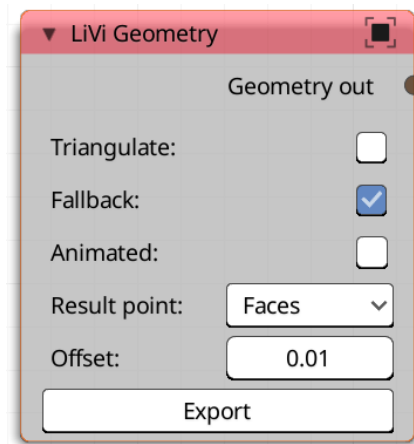 LiVi Geometry
Geometry out
Triangulate:
Fallback:
Animated:
Result point: Faces
Offset: 0.01
Export